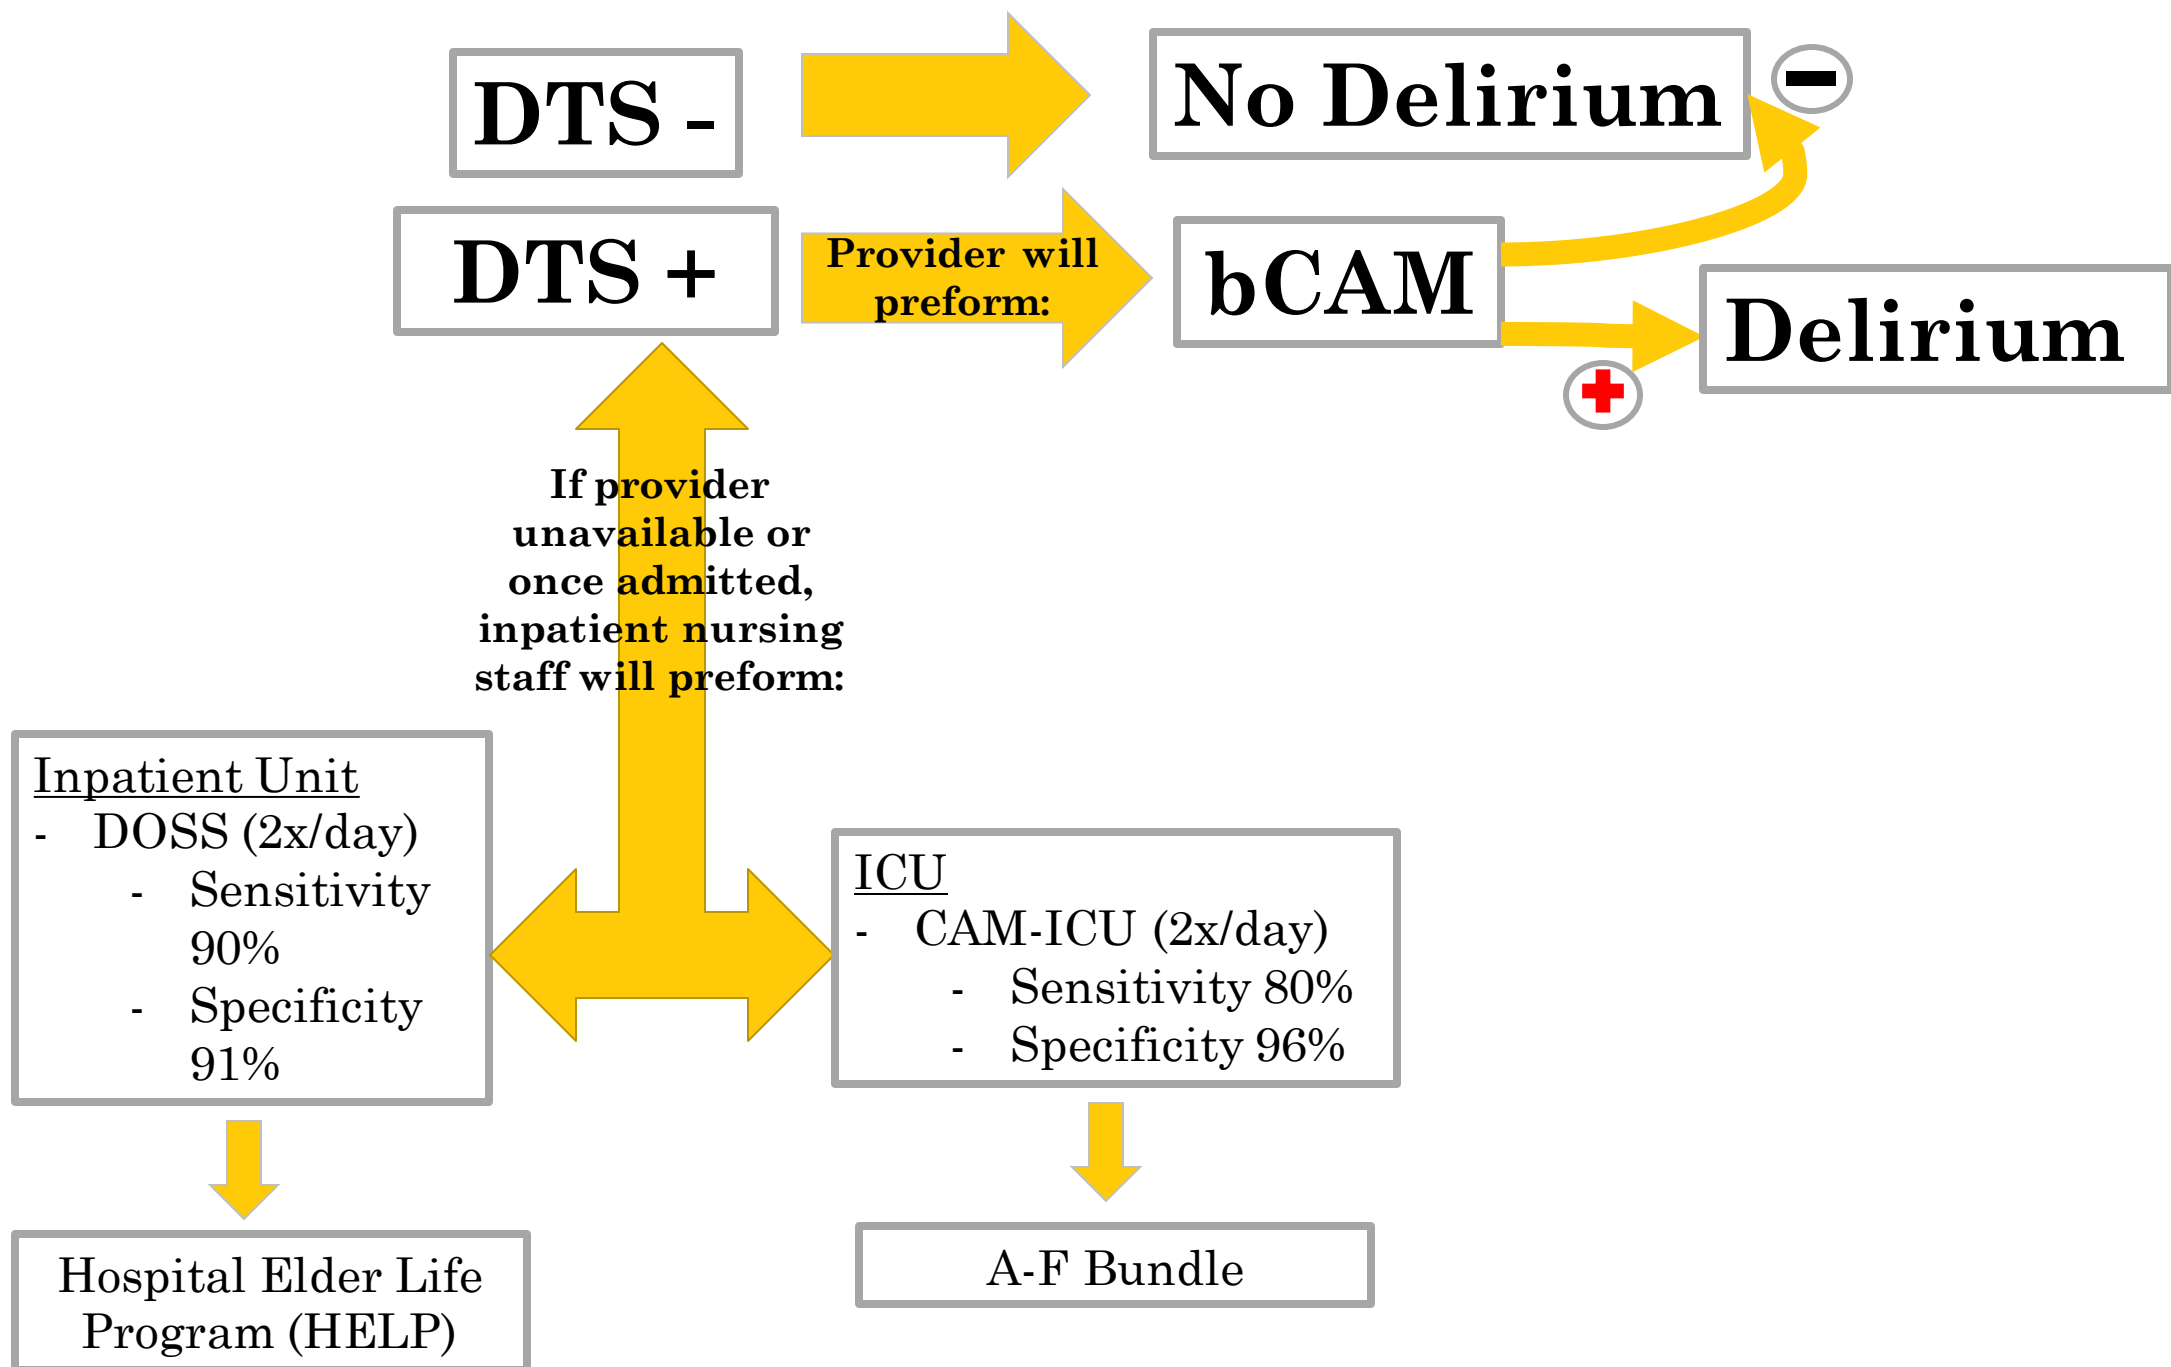 DTS -
No Delirium
DTS +
Provider will
preform:
bCAM
Delirium
If provider
unavailable or
once admitted,
inpatient nursing
staff will preform:
Inpatient Unit
- DOSS (2x/day)
- Sensitivity
90%
- Specificity
91%
ICU
- CAM-ICU (2x/day)
- Sensitivity 80%
- Specificity 96%
Hospital Elder Life
Program (HELP)
A-F Bundle